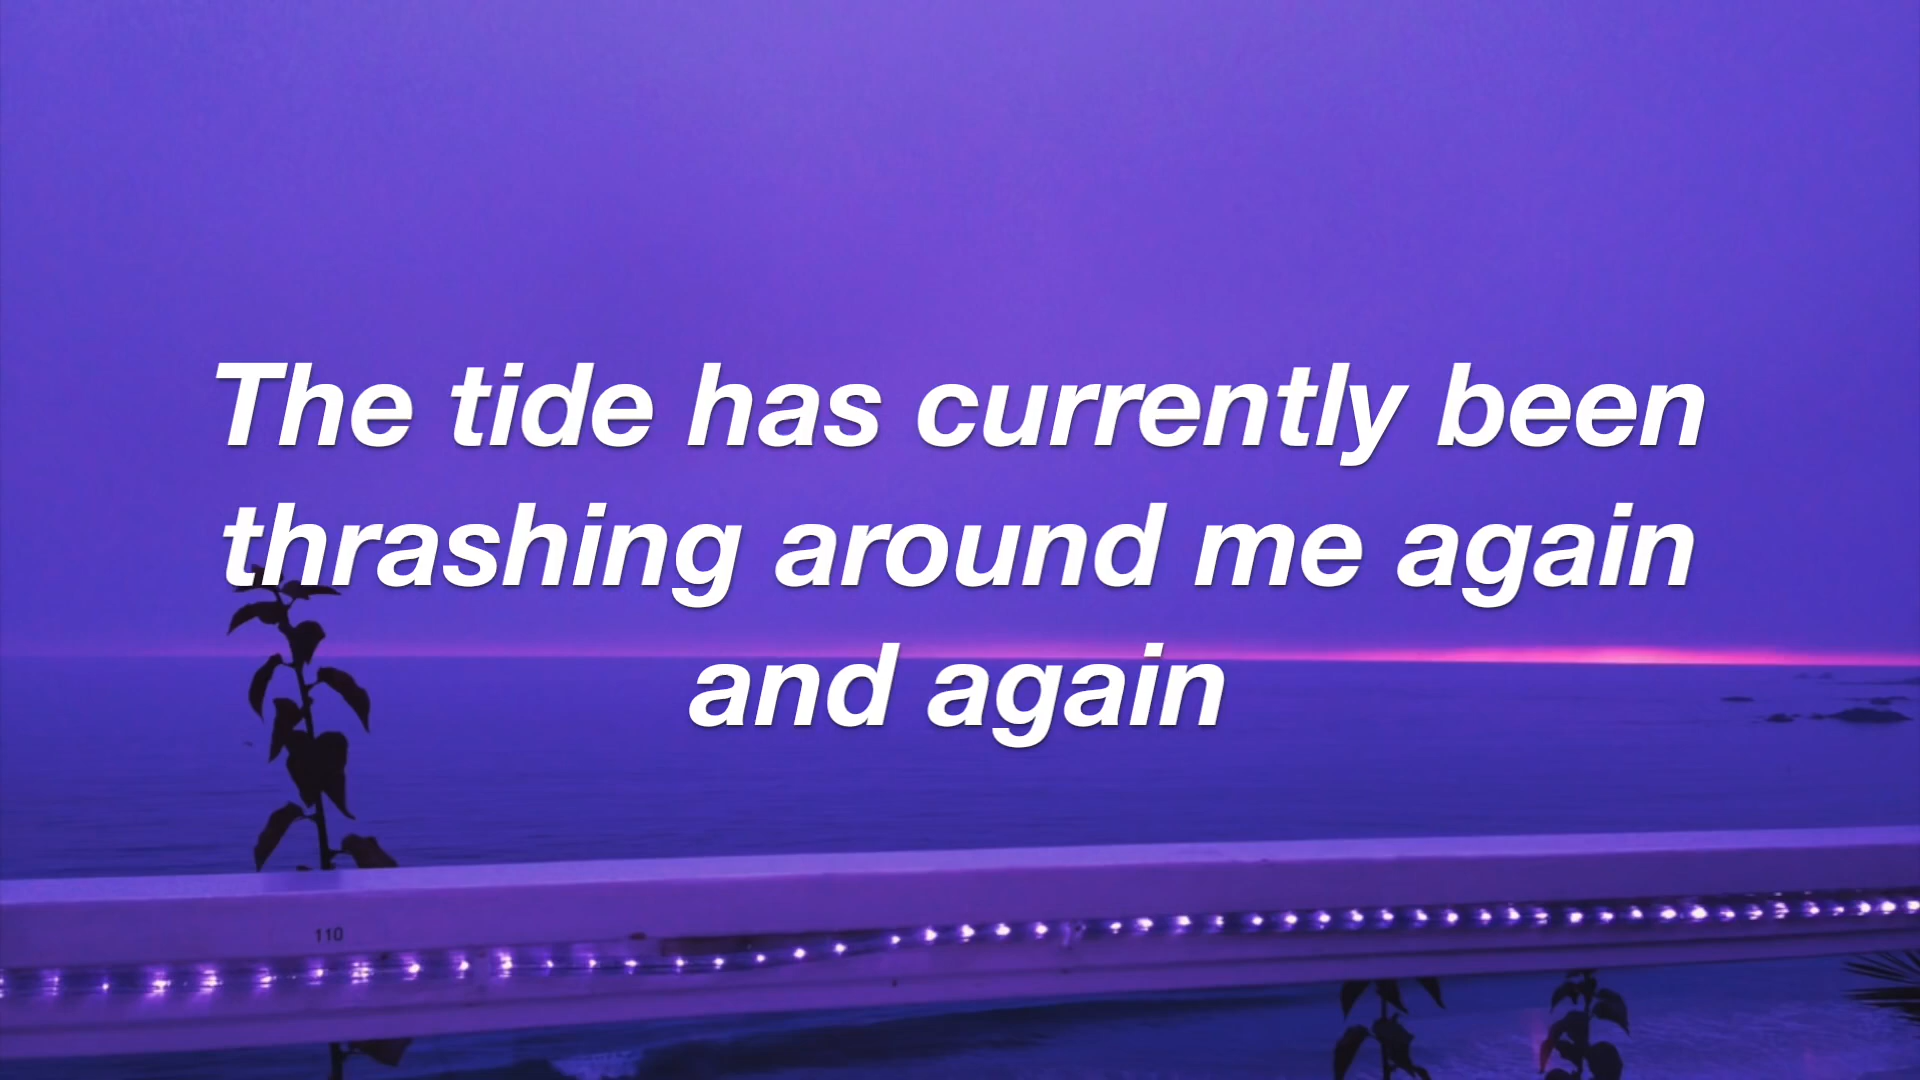 The tide has currently been
thrashing around me again
and again
110